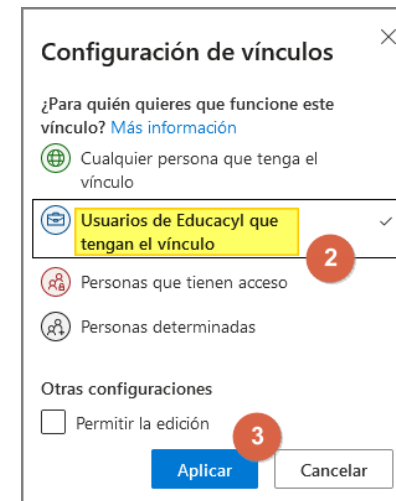 Configuración de vínculos
¿Para quién quieres que funcione este
vínculo? Más información
Cualquier persona que tenga el
vínculo
Usuarios de Educacyl que
tengan el vínculo
2
Personas que tienen acceso
Personas determinadas
Otras configuraciones
Permitir la edición
3
Aplicar
Cancelar